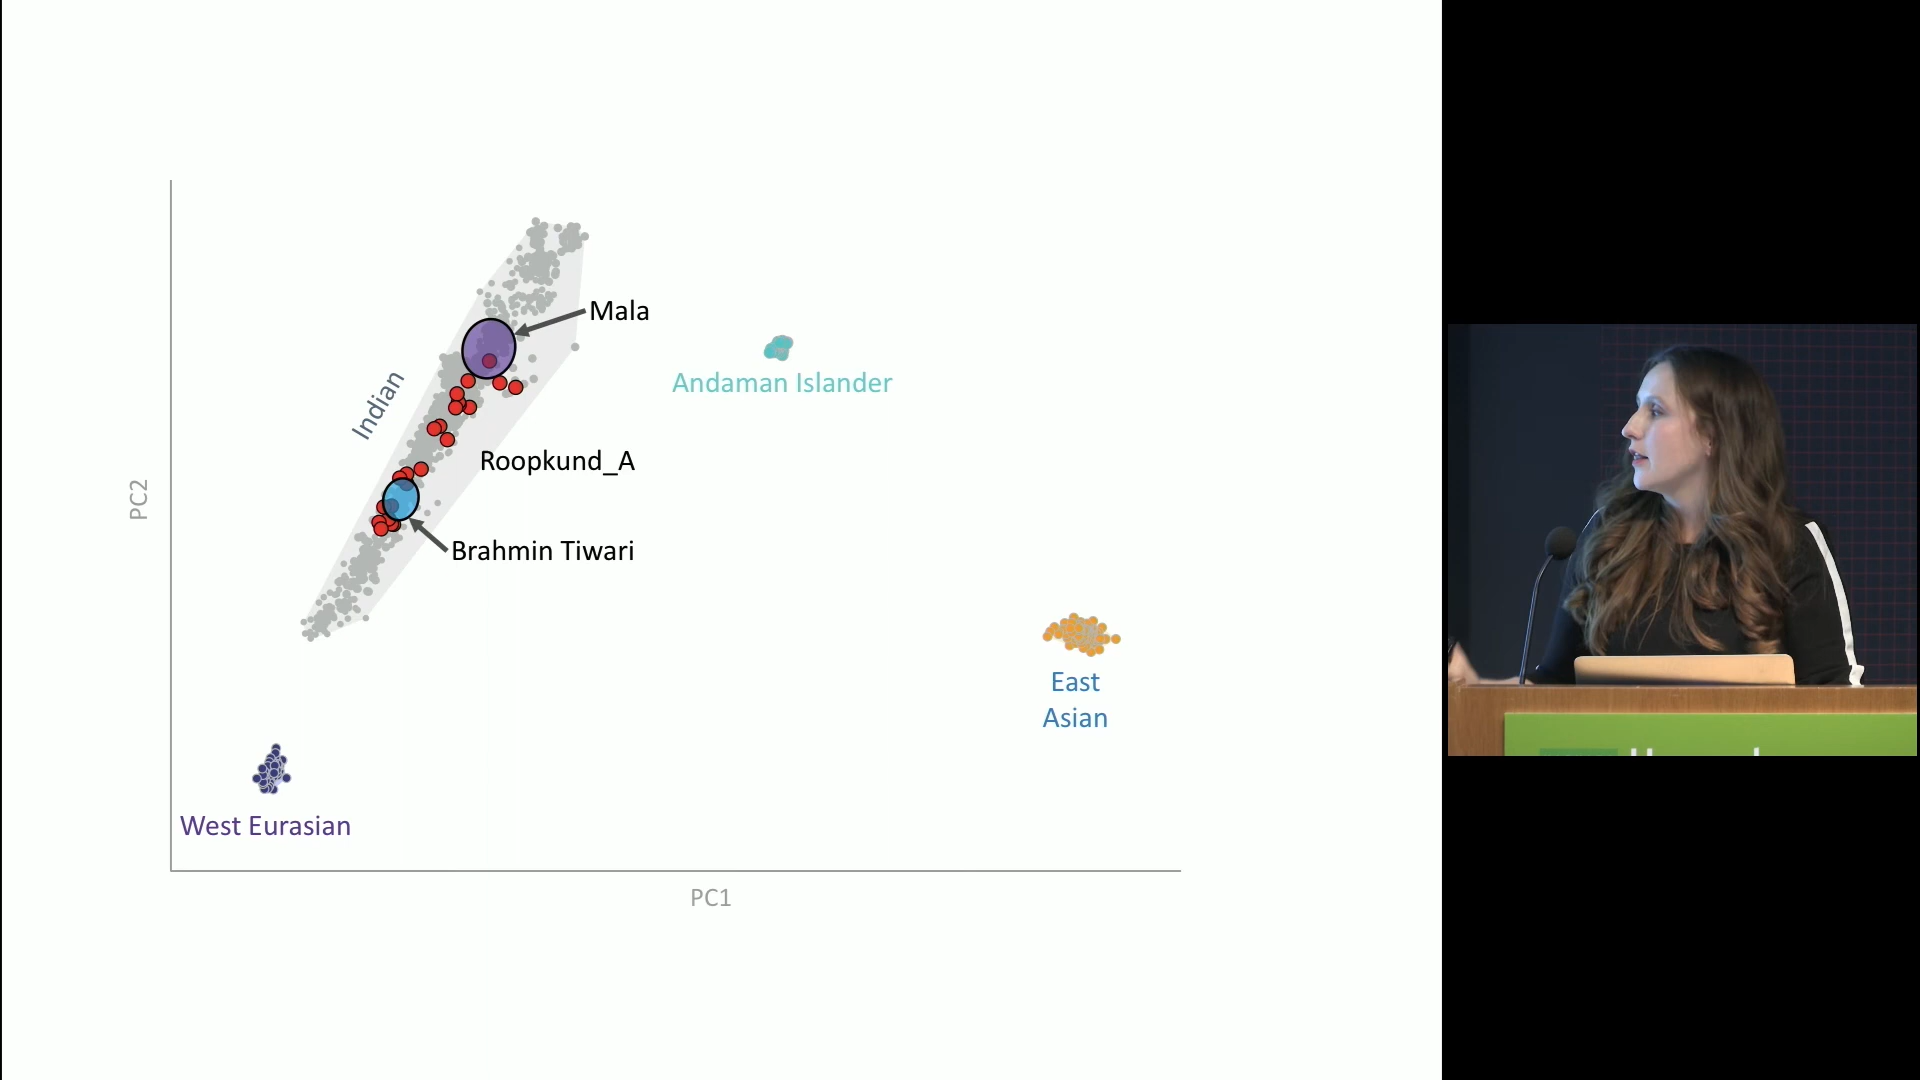 Mala
Andaman Islander
Indian
Roopkund_A
PC2
Brahmin Tiwari
East
Asian
West Eurasian
PC1